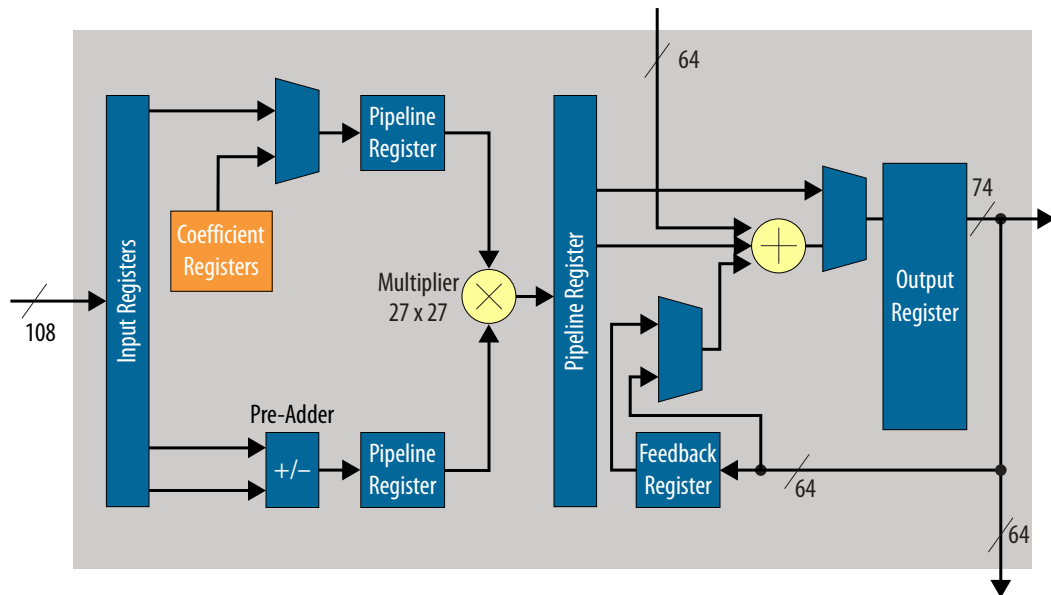 64
Pipeline
Register
Coefficient
Registers
Input Registers
108
Multiplier
27 x 27
Pre-Adder
+/−
Pipeline
Register
Pipeline Register
74
Output
Register
Feedback
Register
64
64